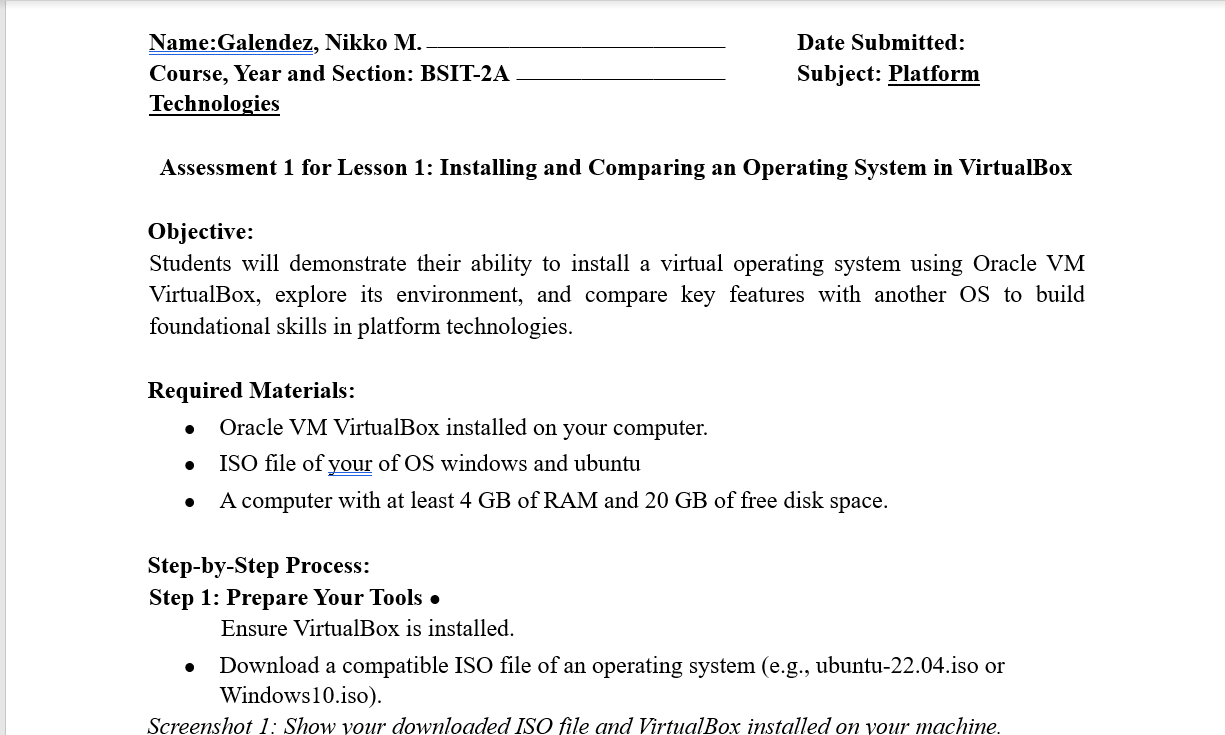 Name:Galendez, Nikko M. Date Submitted:
Course, Year and Section: BSIT-2A Subject: Platform
Technologies
Assessment 1 for Lesson 1: Installing and Comparing an Operating System in VirtualBox
Objective:
Students will demonstrate their ability to install a virtual operating system using Oracle VM
VirtualBox, explore its environment, and compare key features with another OS to build
foundational skills in platform technologies.
Required Materials:
● Oracle VM VirtualBox installed on your computer.
● ISO file of your of OS windows and ubuntu
● A computer with at least 4 GB of RAM and 20 GB of free disk space.
Step-by-Step Process:
Step 1: Prepare Your Tools ●
Ensure VirtualBox is installed.
● Download a compatible ISO file of an operating system (e.g., ubuntu-22.04.iso or
Windows10.iso).
Screenshot 1: Show your downloaded ISO file and VirtualBox installed on your machine.